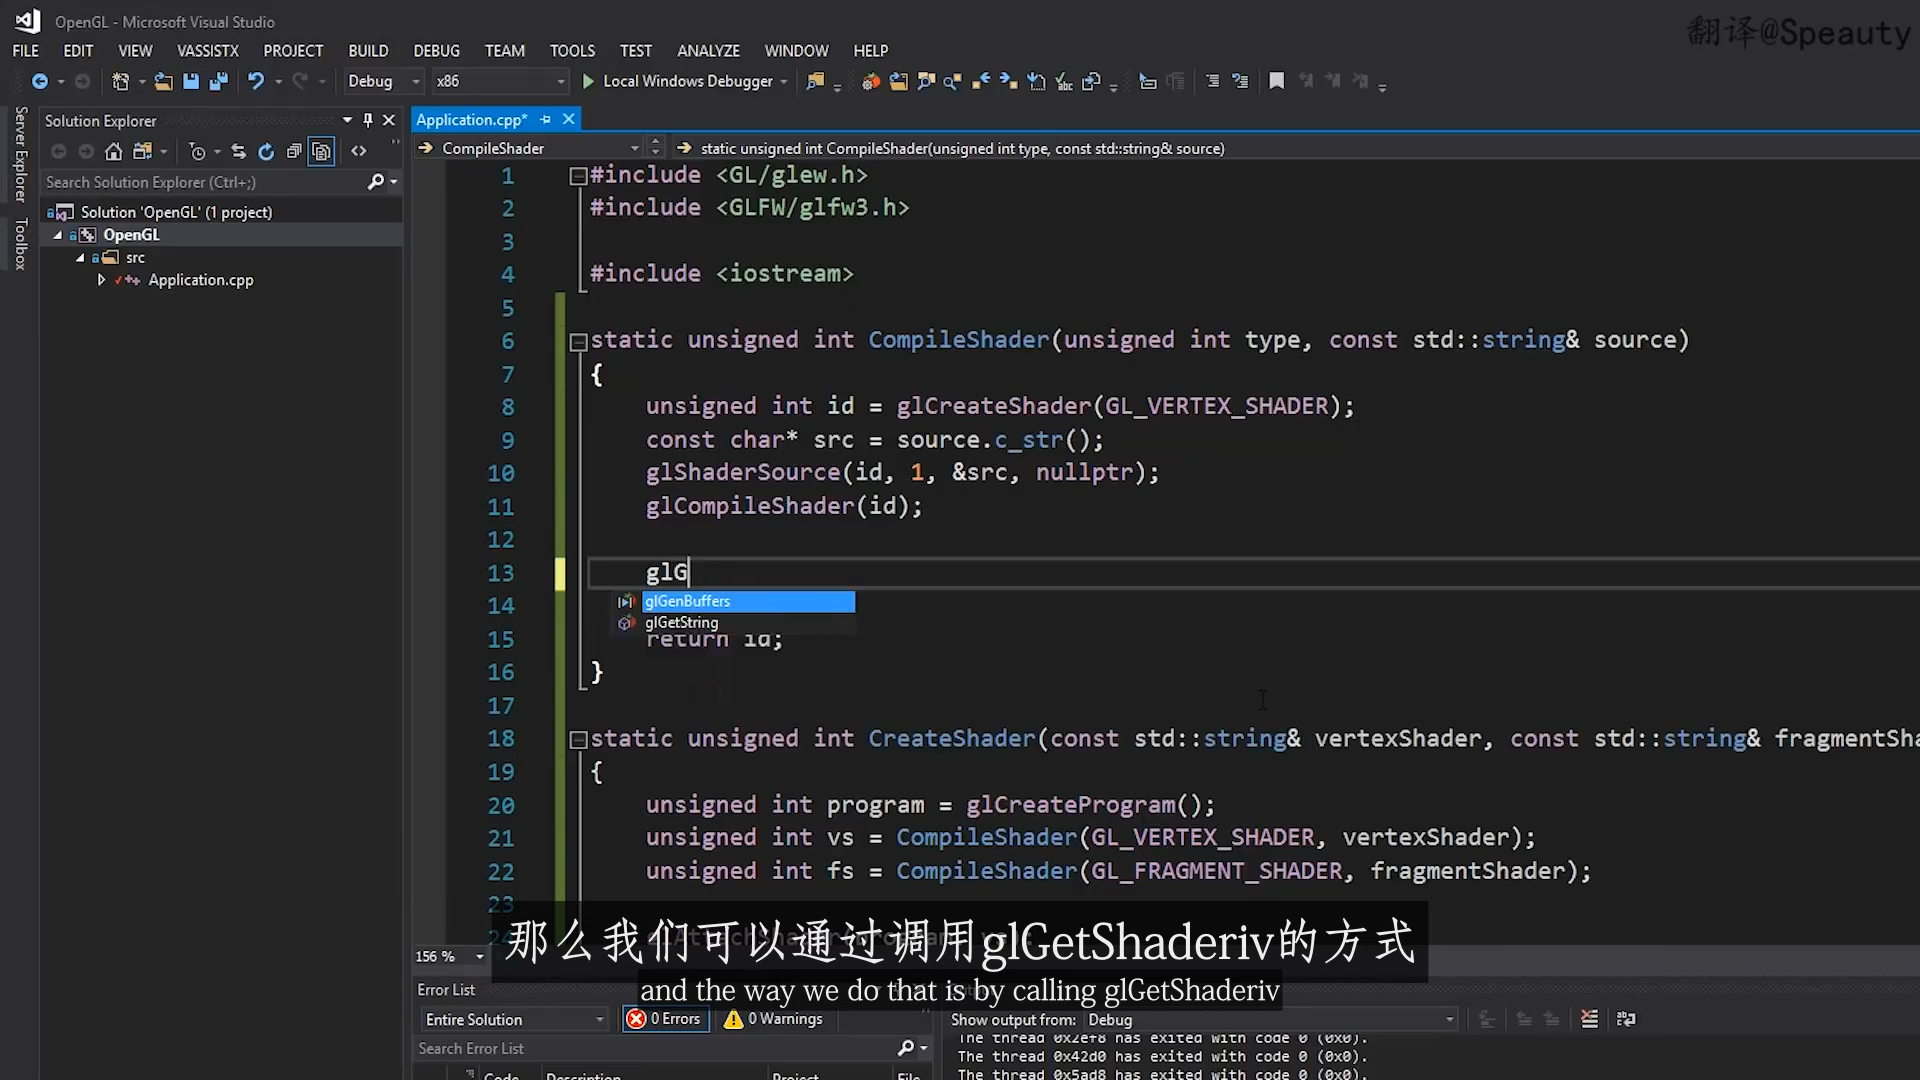 OpenGL - Microsoft Visual Studio
翻译@Speauty
FILE EDIT VIEW VASSISTX PROJECT BUILD DEBUG TEAM TOOLS TEST ANALYZE WINDOW HELP
Debug x86 Local Windows Debugger
Server Explorer
Toolbox
Solution Explorer
Search Solution Explorer (Ctrl+;)
Solution 'OpenGL' (1 project)
OpenGL
src
Application.cpp
Application.cpp*
CompileShader static unsigned int CompileShader(unsigned int type, const std::string& source)
1 #include <GL/glew.h>
2 #include <GLFW/glfw3.h>
3
4 #include <iostream>
5
6 static unsigned int CompileShader(unsigned int type, const std::string& source)
7 {
8 unsigned int id = glCreateShader(GL_VERTEX_SHADER);
9 const char* src = source.c_str();
10 glShaderSource(id, 1, &src, nullptr);
11 glCompileShader(id);
12
13 glG
glGenBuffers
14 glGetString
15 return id;
16 }
17
18 static unsigned int CreateShader(const std::string& vertexShader, const std::string& fragmentSha
19 {
20 unsigned int program = glCreateProgram();
21 unsigned int vs = CompileShader(GL_VERTEX_SHADER, vertexShader);
22 unsigned int fs = CompileShader(GL_FRAGMENT_SHADER, fragmentShader);
23
那么我们可以通过调用glGetShaderiv的方式
and the way we do that is by calling glGetShaderiv
156 %
Error List
Entire Solution 0 Errors 0 Warnings
Search Error List
Code Description Project File
Show output from: Debug
The thread 0x2ef8 has exited with code 0 (0x0).
The thread 0x42d0 has exited with code 0 (0x0).
The thread 0x5ad8 has exited with code 0 (0x0).